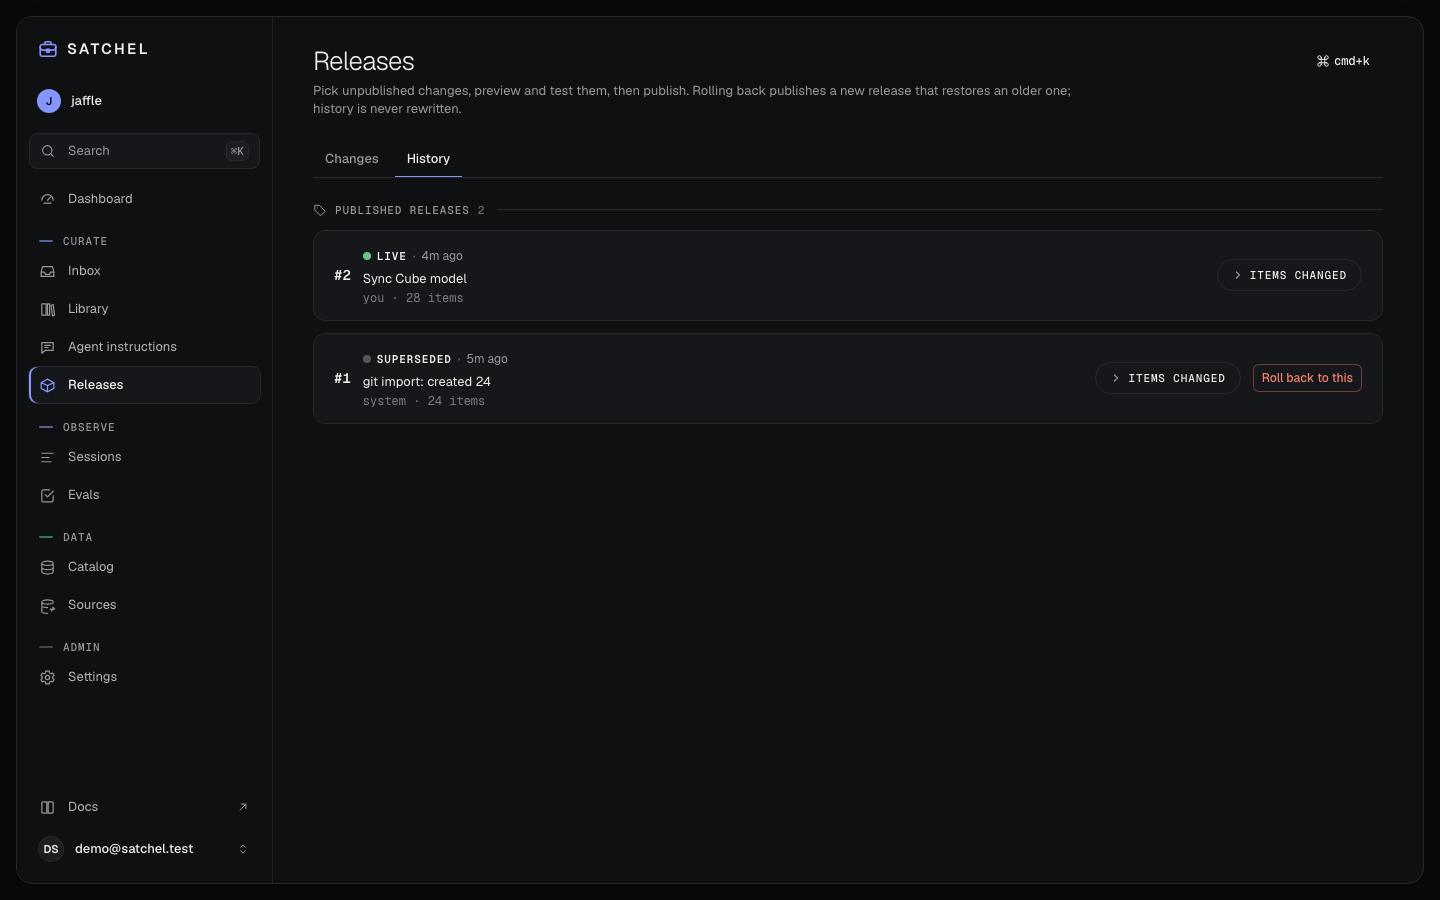 SATCHEL
J jaffle
Search ⌘K
Dashboard
CURATE
Inbox
Library
Agent instructions
Releases
OBSERVE
Sessions
Evals
DATA
Catalog
Sources
ADMIN
Settings
Docs
DS demo@satchel.test
Releases
⌘ cmd+k
Pick unpublished changes, preview and test them, then publish. Rolling back publishes a new release that restores an older one;
history is never rewritten.
Changes History
PUBLISHED RELEASES 2
#2
LIVE · 4m ago
Sync Cube model
you · 28 items
ITEMS CHANGED
#1
SUPERSEDED · 5m ago
git import: created 24
system · 24 items
ITEMS CHANGED
Roll back to this